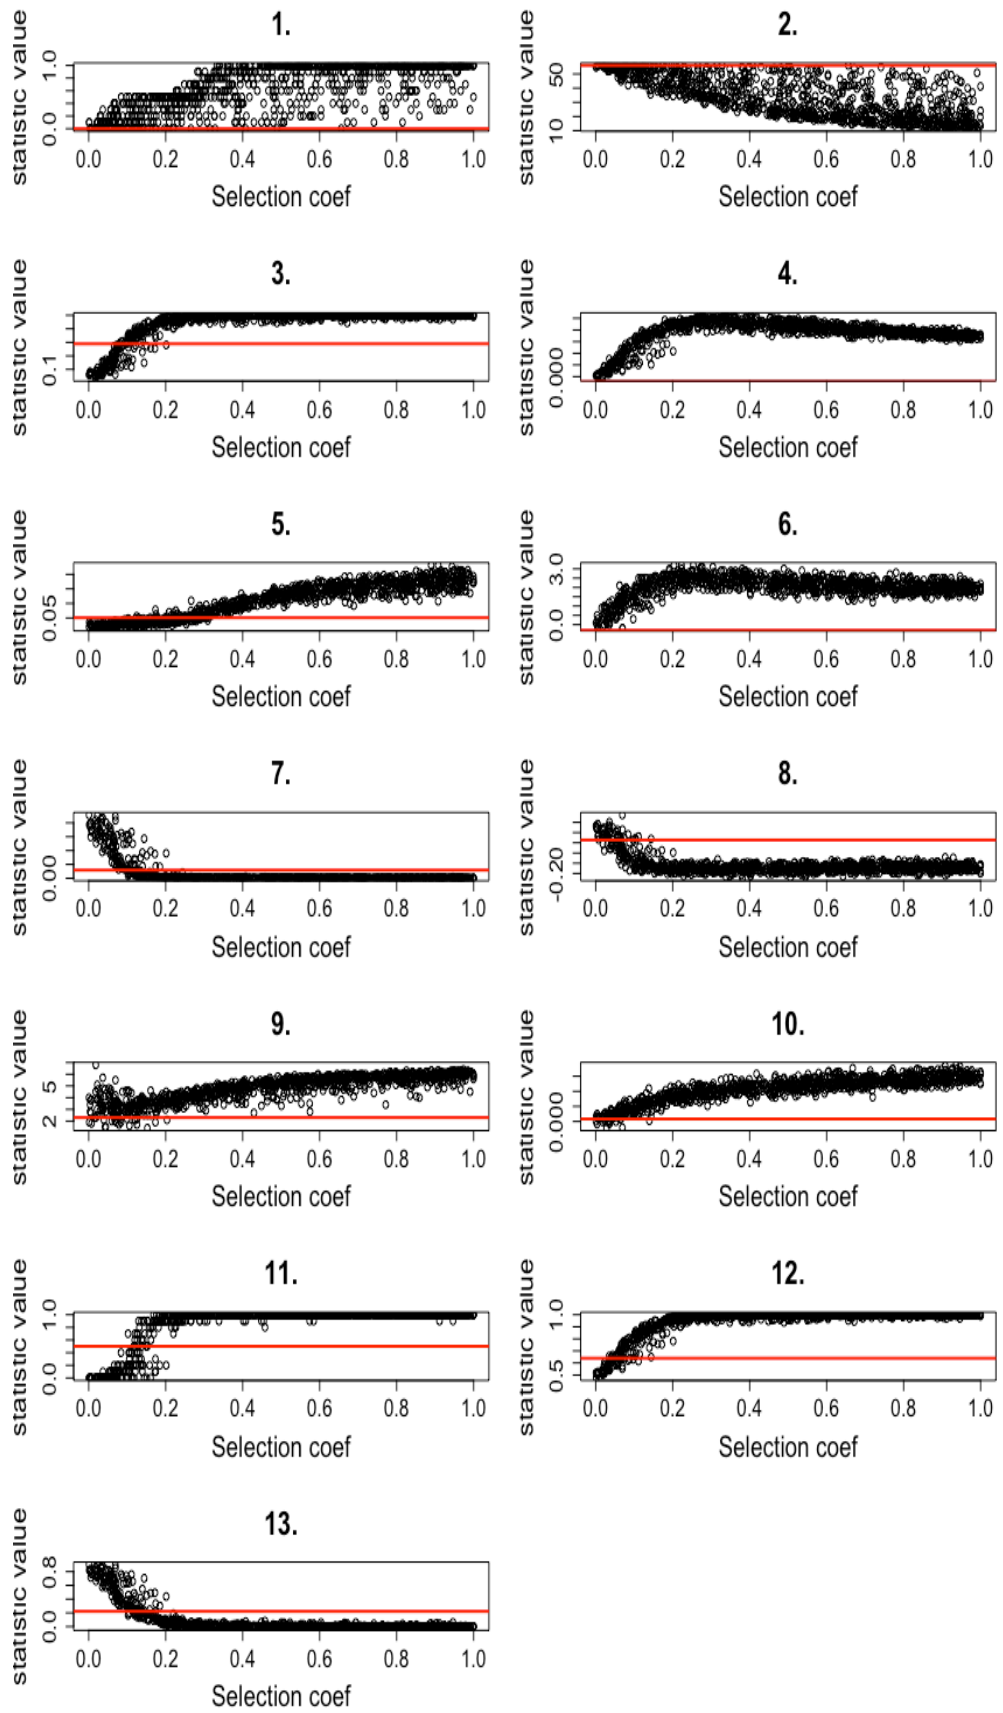 1.
statistic value
1.0
0.0
0.0 0.2 0.4 0.6 0.8 1.0
Selection coef
2.
statistic value
50
10
0.0 0.2 0.4 0.6 0.8 1.0
Selection coef
3.
statistic value
0.1
0.0 0.2 0.4 0.6 0.8 1.0
Selection coef
4.
statistic value
0.000
0.0 0.2 0.4 0.6 0.8 1.0
Selection coef
5.
statistic value
0.05
0.0 0.2 0.4 0.6 0.8 1.0
Selection coef
6.
statistic value
3.0
0.0
0.0 0.2 0.4 0.6 0.8 1.0
Selection coef
7.
statistic value
0.00
0.0 0.2 0.4 0.6 0.8 1.0
Selection coef
8.
statistic value
-0.20
0.0 0.2 0.4 0.6 0.8 1.0
Selection coef
9.
statistic value
5
2
0.0 0.2 0.4 0.6 0.8 1.0
Selection coef
10.
statistic value
0.000
0.0 0.2 0.4 0.6 0.8 1.0
Selection coef
11.
statistic value
1.0
0.0
0.0 0.2 0.4 0.6 0.8 1.0
Selection coef
12.
statistic value
1.0
0.5
0.0 0.2 0.4 0.6 0.8 1.0
Selection coef
13.
statistic value
0.8
0.0
0.0 0.2 0.4 0.6 0.8 1.0
Selection coef